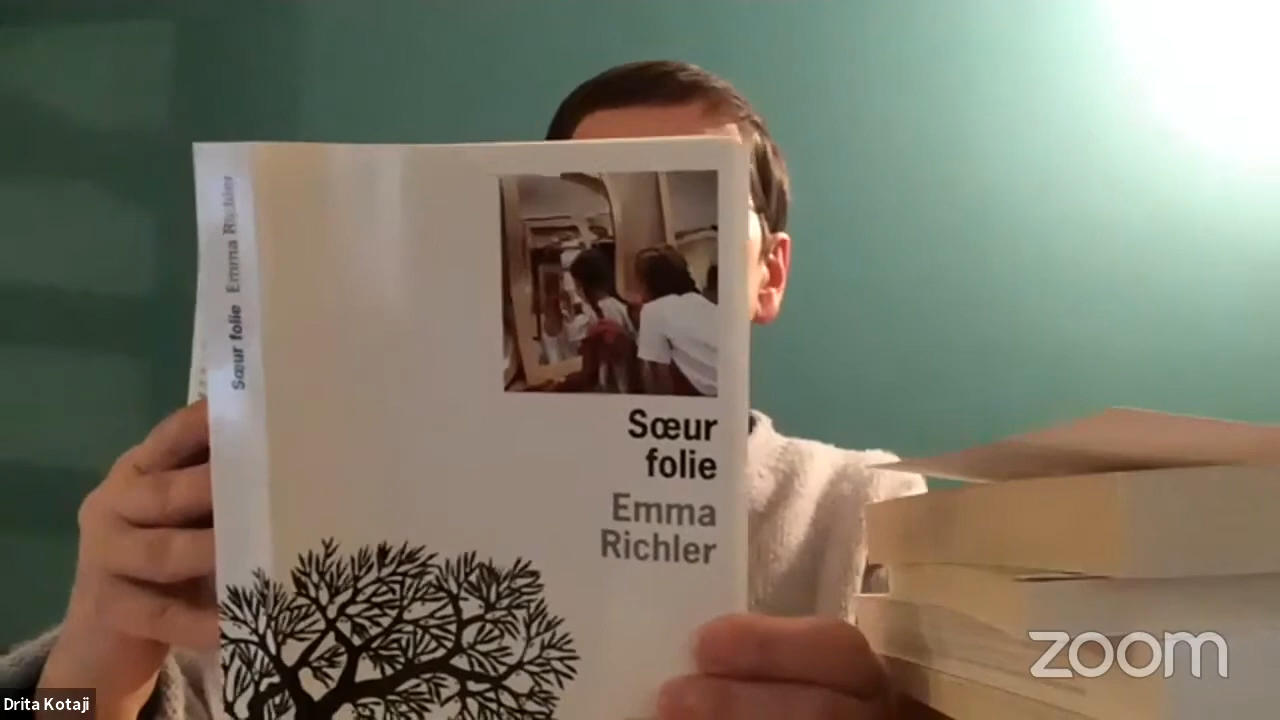 Sœur folie Emma Richler
Sœur
folie
Emma
Richler
zoom
Drita Kotaji